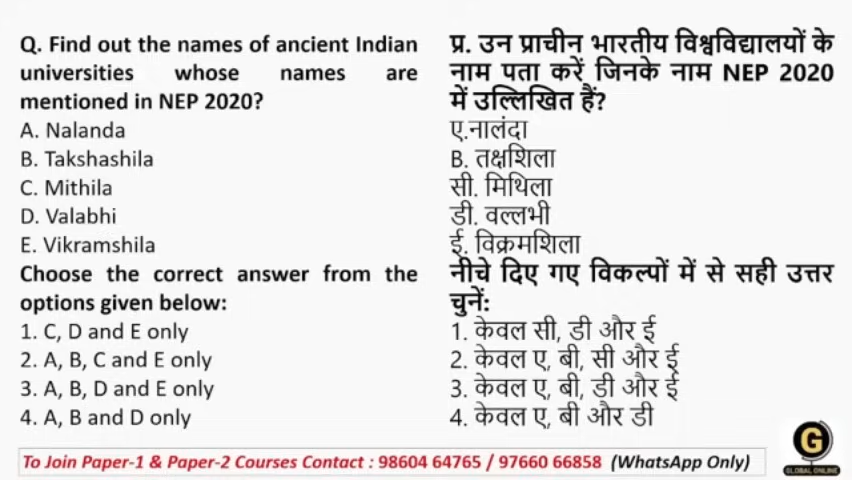 Q. Find out the names of ancient Indian
universities whose names are
mentioned in NEP 2020?
A. Nalanda
B. Takshashila
C. Mithila
D. Valabhi
E. Vikramshila
Choose the correct answer from the
options given below:
1. C, D and E only
2. A, B, C and E only
3. A, B, D and E only
4. A, B and D only
प्र. उन प्राचीन भारतीय विश्वविद्यालयों के
नाम पता करें जिनके नाम NEP 2020
में उल्लिखित हैं?
ए.नालंदा
B. तक्षशिला
सी. मिथिला
डी. वल्लभी
ई. विक्रमशिला
नीचे दिए गए विकल्पों में से सही उत्तर
चुनें:
1. केवल सी, डी और ई
2. केवल ए, बी, सी और ई
3. केवल ए, बी, डी और ई
4. केवल ए, बी और डी
To Join Paper-1 & Paper-2 Courses Contact : 98604 64765 / 97660 66858 (WhatsApp Only)
G
GLOBAL ONLINE